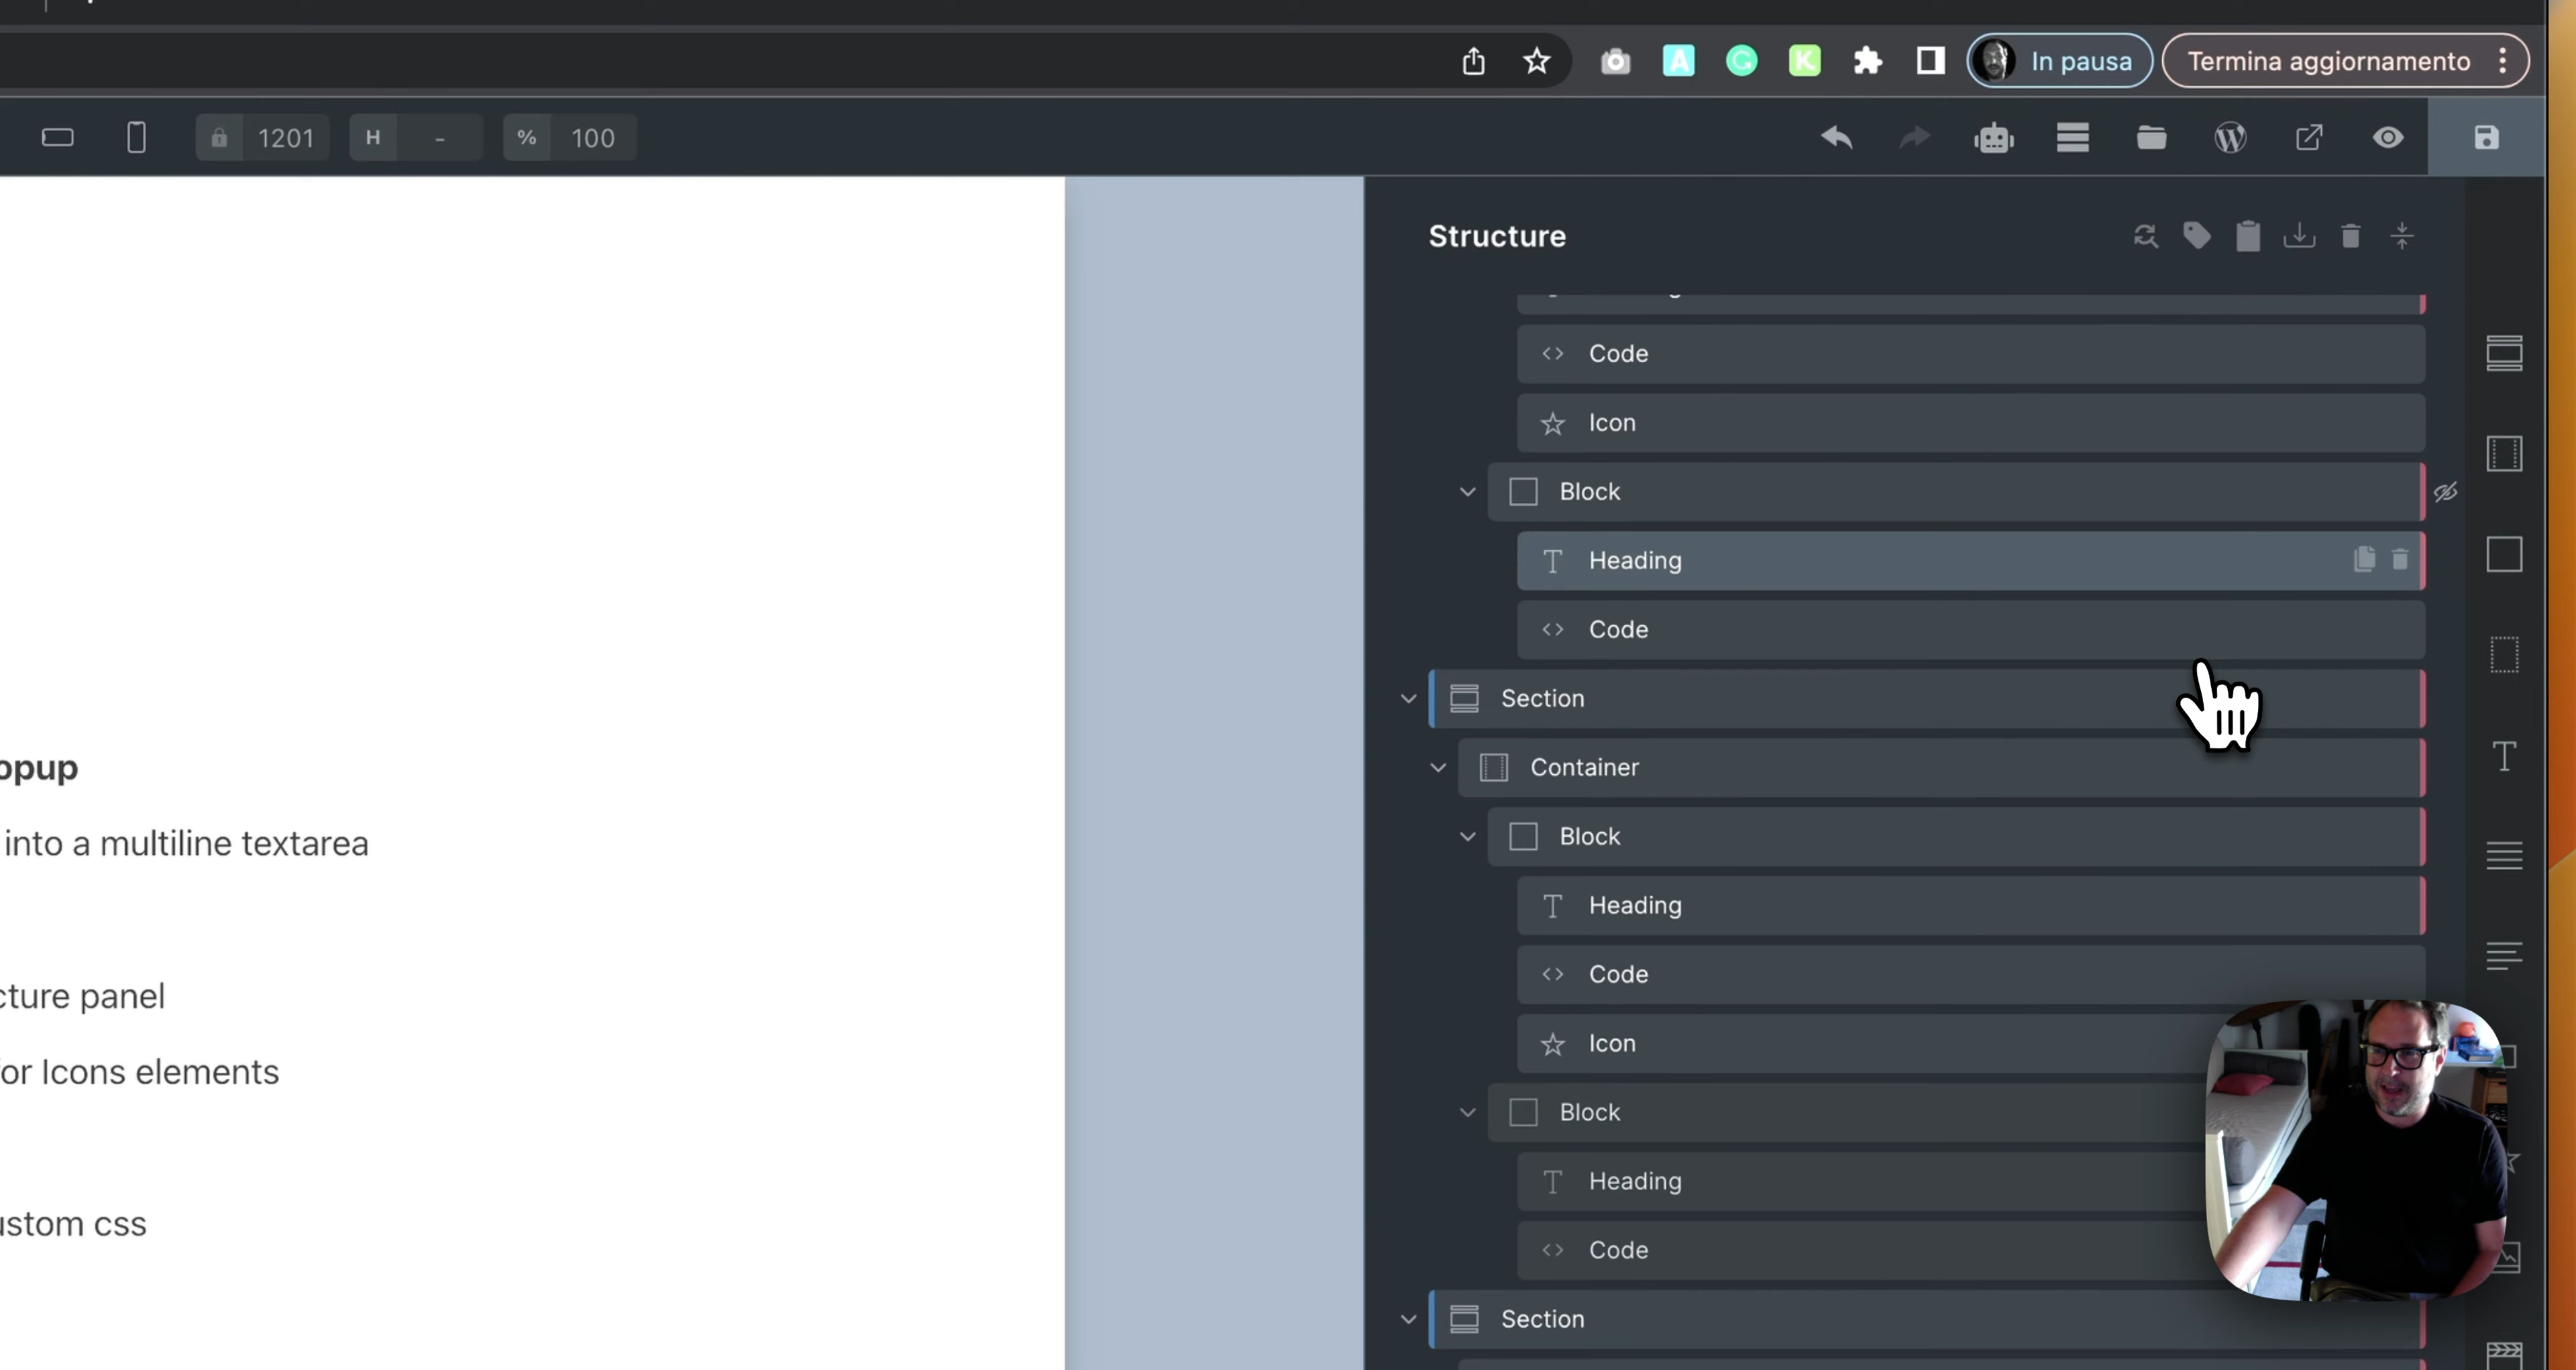 In pausa
Termina aggiornamento
1201
H
-
%
100
Structure
Code
Icon
Block
Heading
Code
Section
opup
Container
into a multiline textarea
Block
Heading
Code
cture panel
Icon
or Icons elements
Block
Heading
ustom css
Code
Section